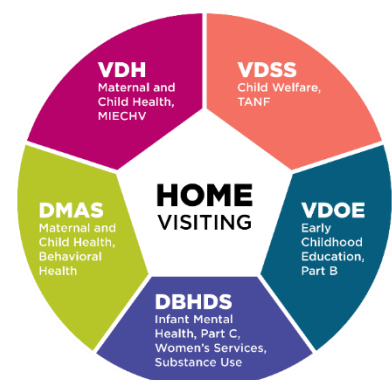 VDH
Maternal and
Child Health,
MIECHV
VDSS
Child Welfare,
TANF
HOME
VISITING
DMAS
Maternal and
Child Health,
Behavioral
Health
VDOE
Early
Childhood
Education,
Part B
DBHDS
Infant Mental
Health, Part C,
Women's Services,
Substance Use